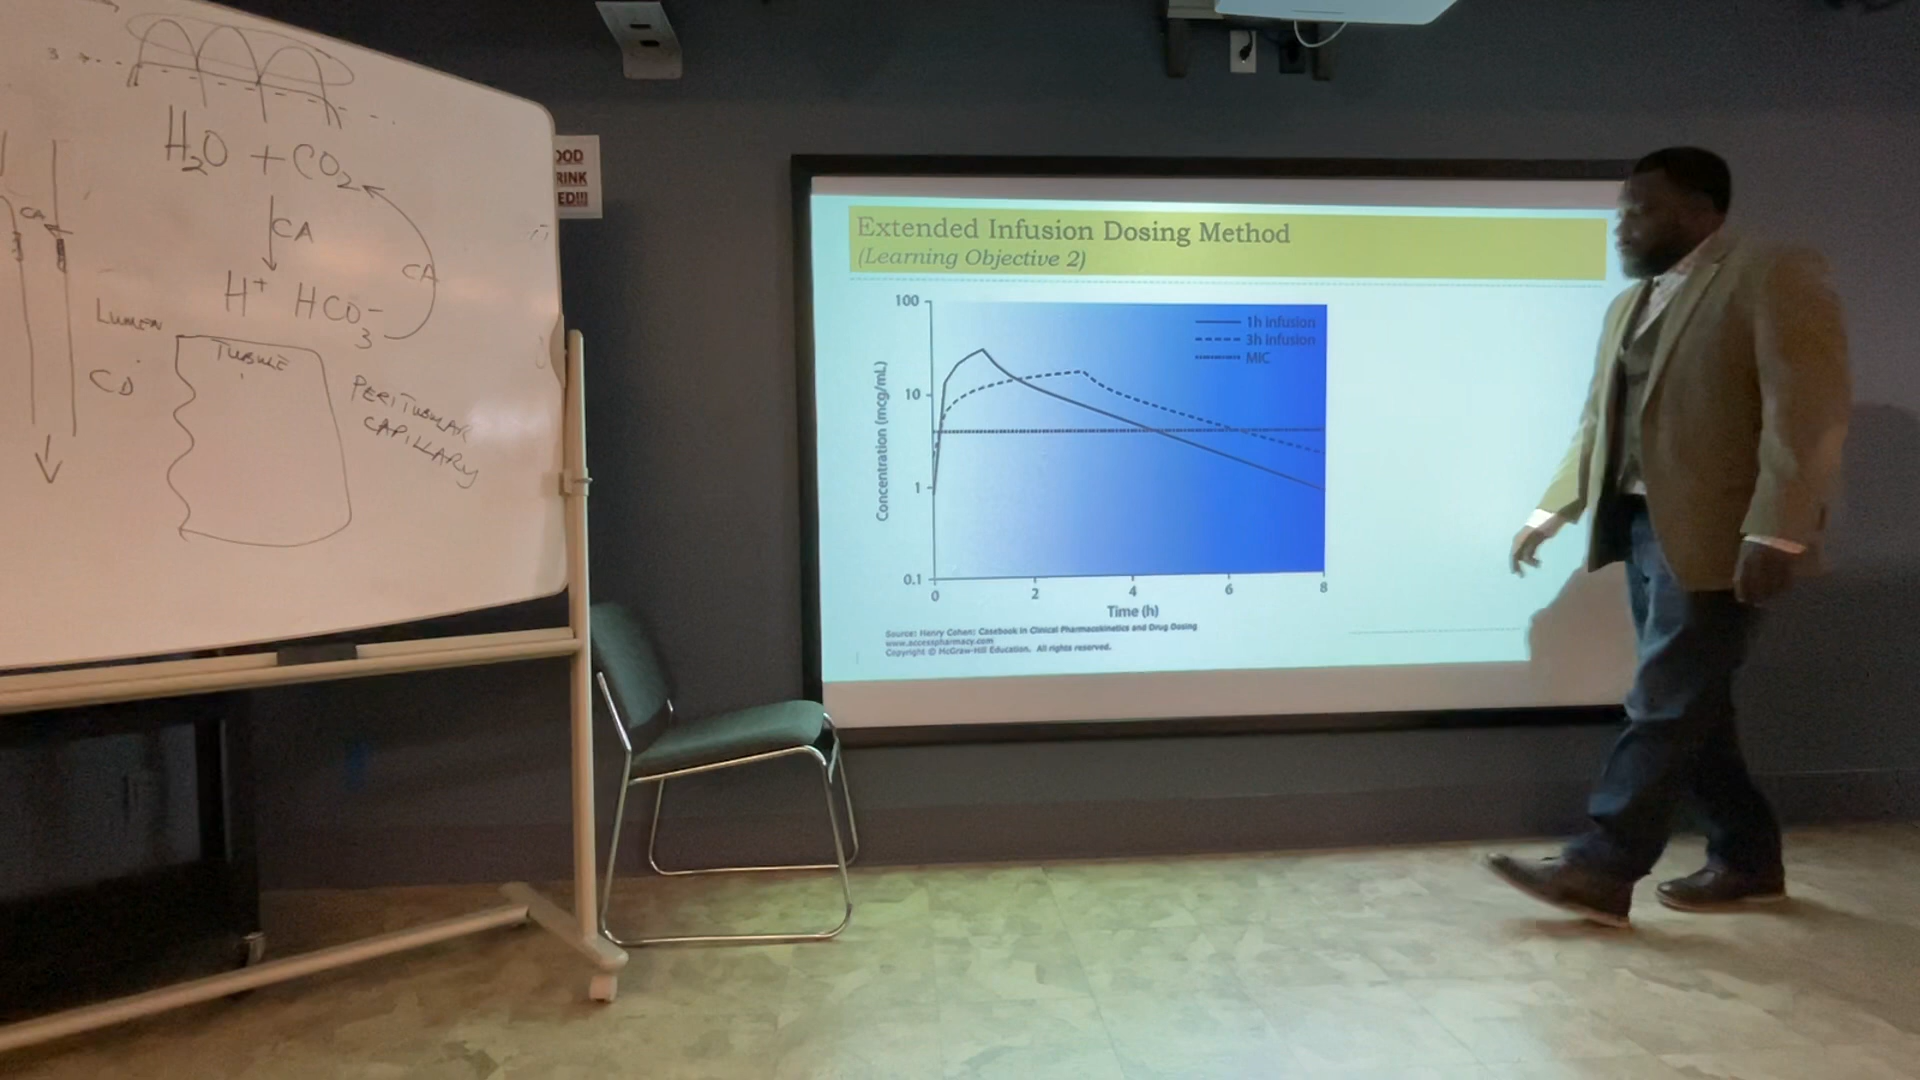 3
H2O + CO2
CA
CA
CA
H+ HCO3-
LUMEN
TUBULE
CD
PERITUBULAR
CAPILLARY
OOD
RINK
ED!!!
Extended Infusion Dosing Method
(Learning Objective 2)
100
10
1
0.1
Concentration (mcg/mL)
1h infusion
3h infusion
MIC
0 2 4 6 8
Time (h)
Source: Henry Cohen: Casebook in Clinical Pharmacokinetics and Drug Dosing
www.accesspharmacy.com
Copyright © McGraw-Hill Education. All rights reserved.